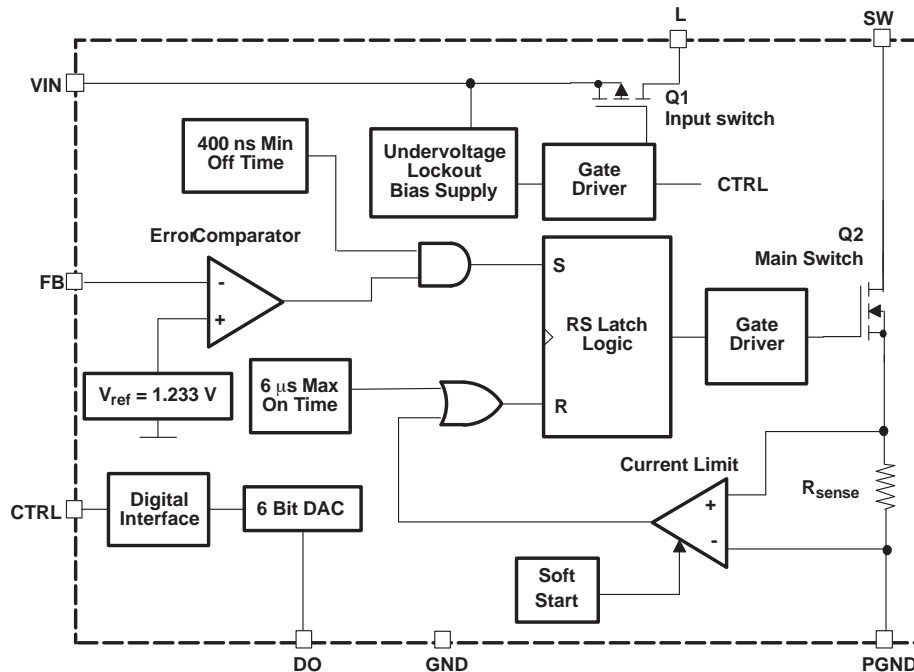 L
SW
VIN
Q1
Input switch
400 ns Min
Off Time
Undervoltage
Lockout
Bias Supply
Gate
Driver
CTRL
ErrorComparator
Q2
Main Switch
FB
-
+
S
RS Latch
Logic
Gate
Driver
Vref = 1.233 V
6 μs Max
On Time
R
Current Limit
Rsense
+
-
CTRL
Digital
Interface
6 Bit DAC
Soft
Start
DO
GND
PGND